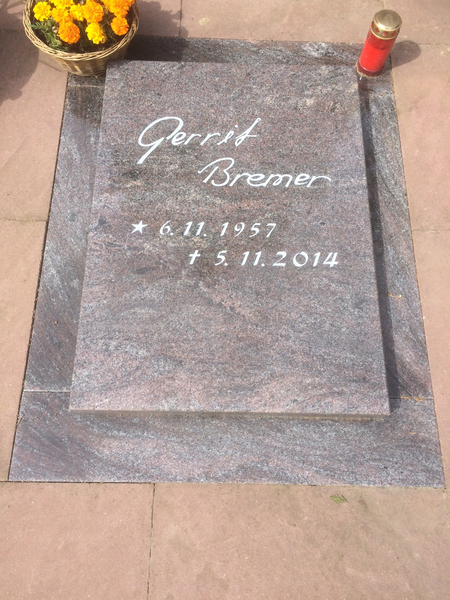 Gerrit
Bremer
★ 6.11.1957
✝ 5.11.2014